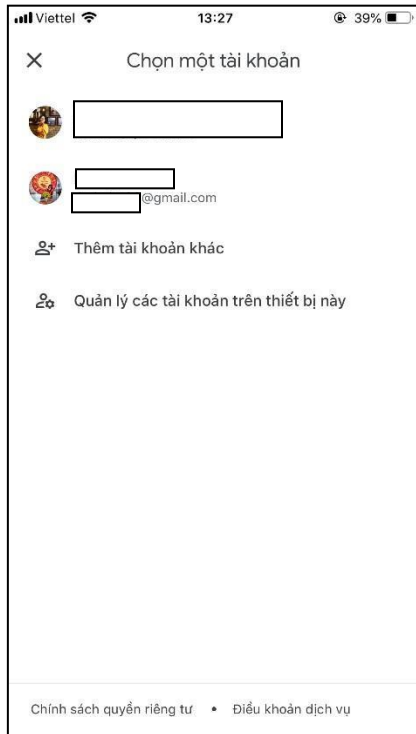 Viettel 13:27 39%
Chọn một tài khoản
@gmail.com
Thêm tài khoản khác
Quản lý các tài khoản trên thiết bị này
Chính sách quyền riêng tư • Điều khoản dịch vụ